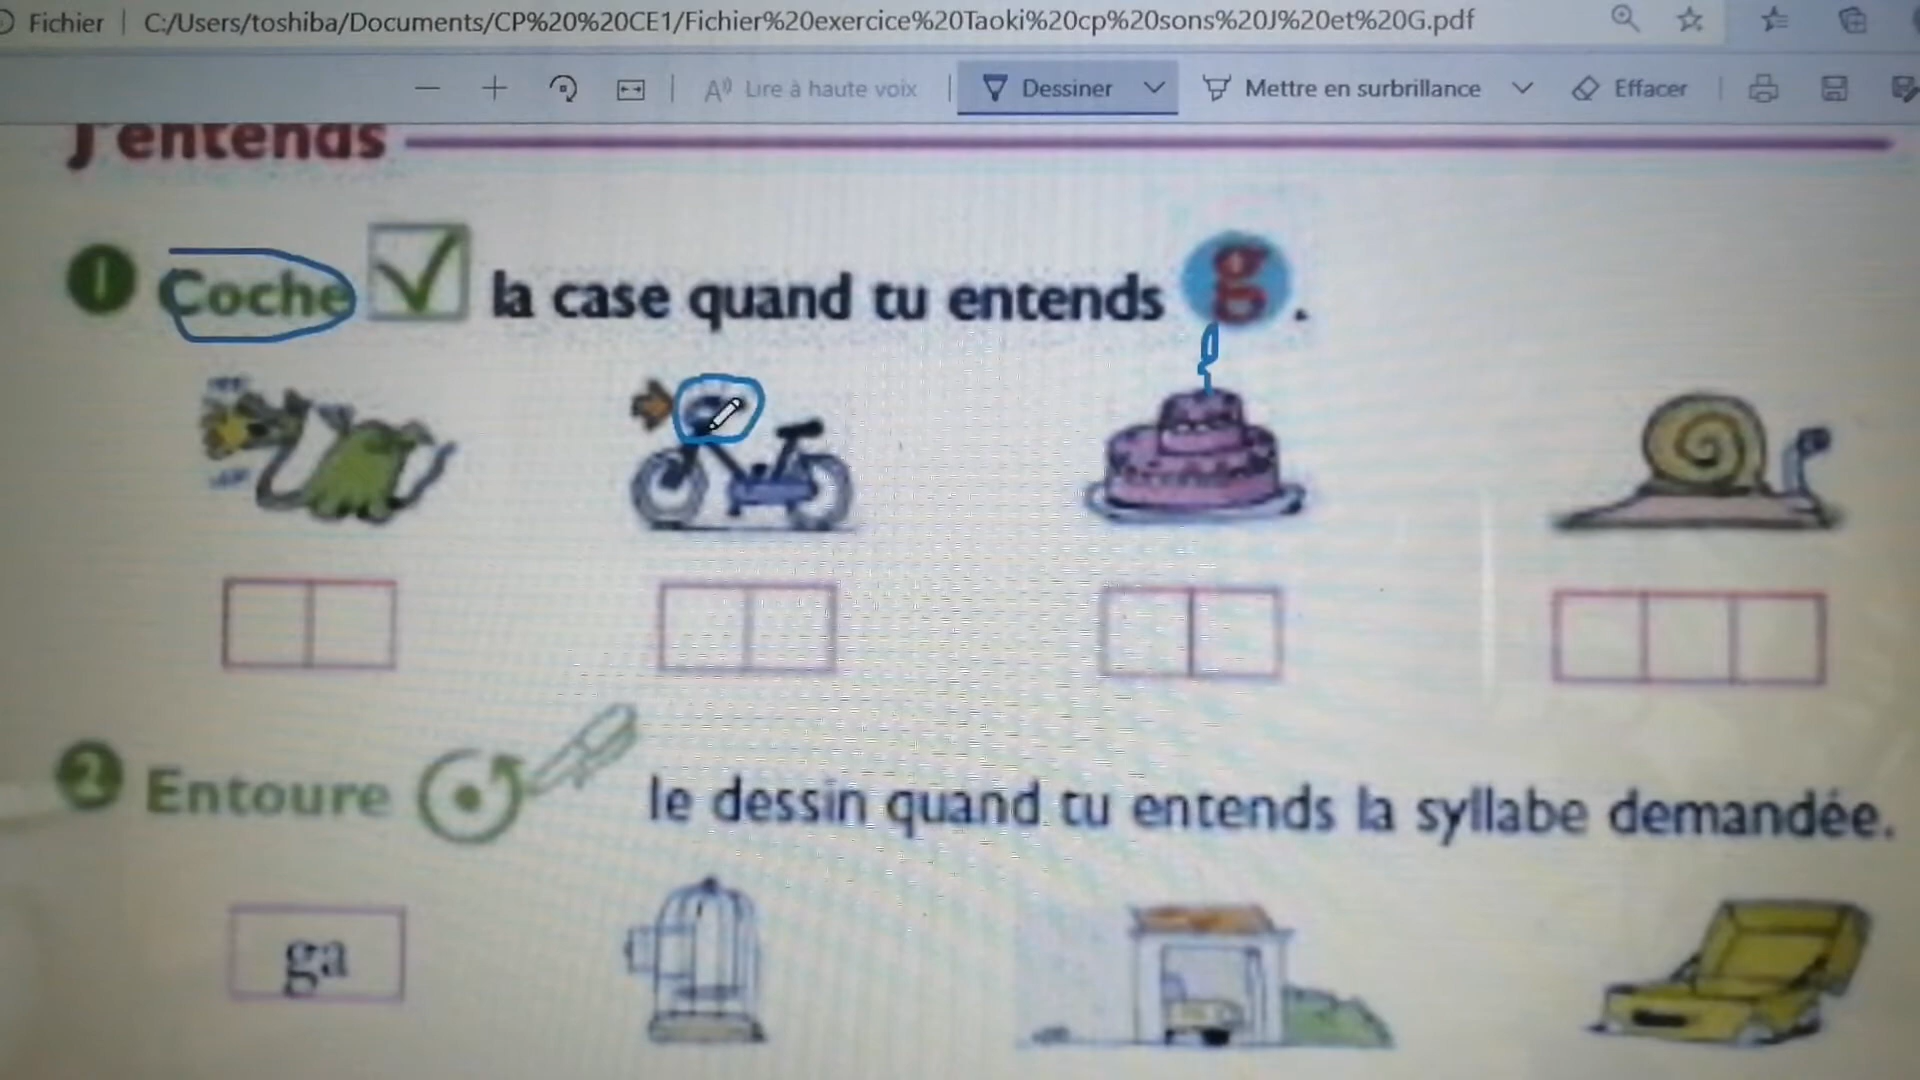 Fichier | C:/Users/toshiba/Documents/CP%20%20CE1/Fichier%20exercice%20Taoki%20cp%20sons%20J%20et%20G.pdf
Lire à haute voix | Dessiner Mettre en surbrillance Effacer
J'entends
1 Coche la case quand tu entends g.
2 Entoure le dessin quand tu entends la syllabe demandée.
ga